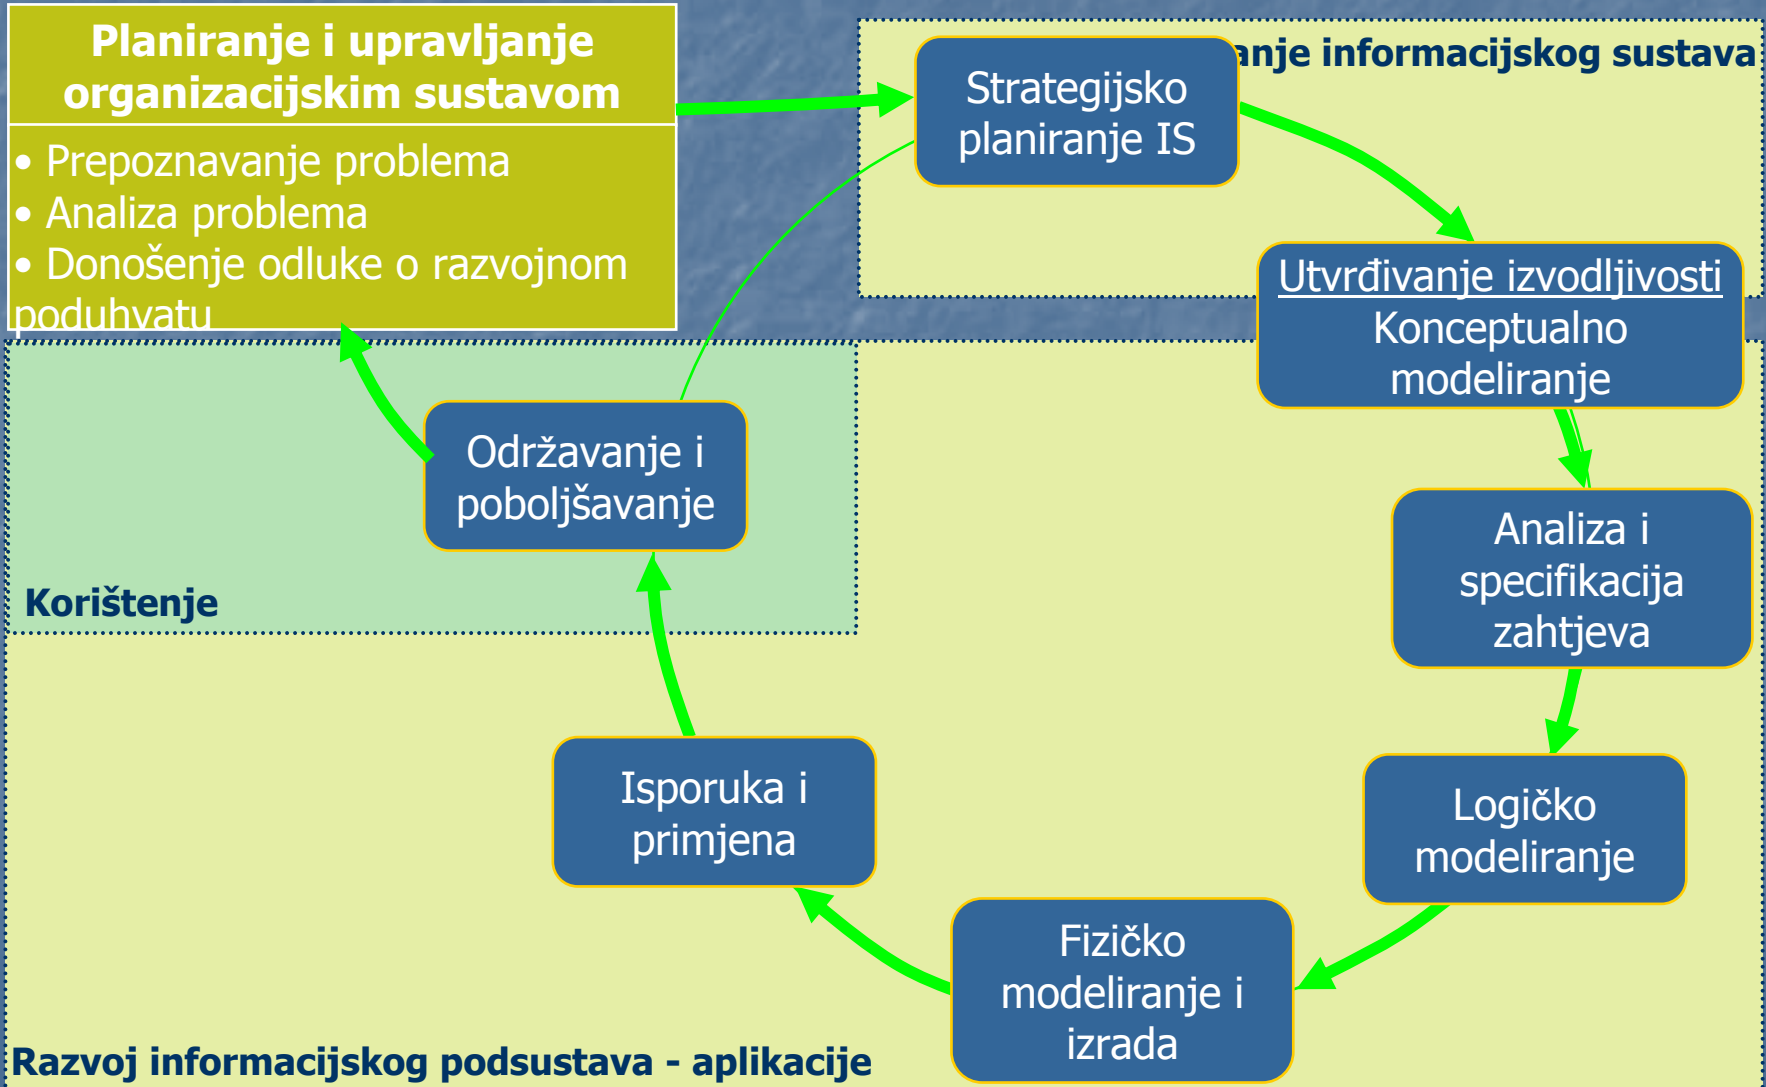 Planiranje i upravljanje
organizacijskim sustavom
• Prepoznavanje problema
• Analiza problema
• Donošenje odluke o razvojnom
poduhvatu
informacijskog sustava
Strategijsko
planiranje IS
Utvrđivanje izvodljivosti
Konceptualno
modeliranje
Održavanje i
poboljšavanje
Analiza i
specifikacija
zahtjeva
Korištenje
Isporuka i
primjena
Logičko
modeliranje
Fizičko
modeliranje i
izrada
Razvoj informacijskog podsustava - aplikacije